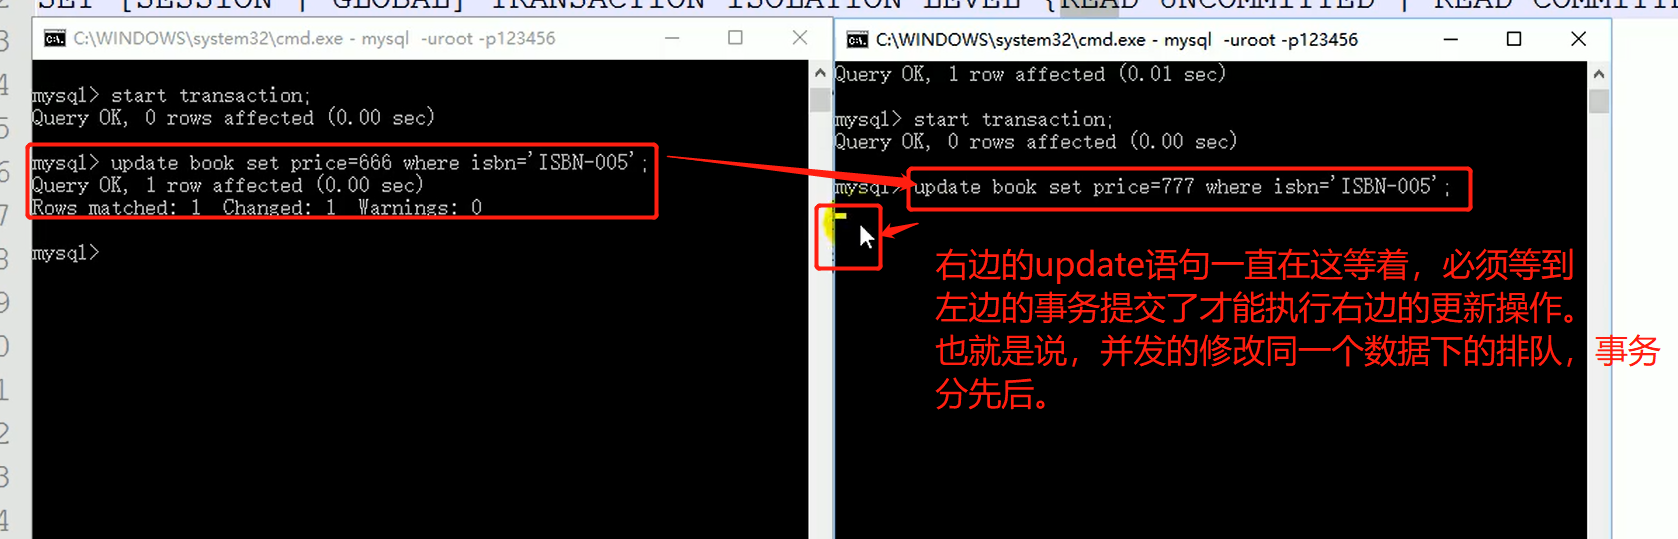 SET [SESSION | GLOBAL] TRANSACTION ISOLATION LEVEL {READ UNCOMMITTED | READ COMMITTE
C:\WINDOWS\system32\cmd.exe - mysql -uroot -p123456
mysql> start transaction;
Query OK, 0 rows affected (0.00 sec)
mysql> update book set price=666 where isbn='ISBN-005';
Query OK, 1 row affected (0.00 sec)
Rows matched: 1 Changed: 1 Warnings: 0
mysql>
C:\WINDOWS\system32\cmd.exe - mysql -uroot -p123456
Query OK, 1 row affected (0.01 sec)
mysql> start transaction;
Query OK, 0 rows affected (0.00 sec)
mysql> update book set price=777 where isbn='ISBN-005';
右边的update语句一直在这等着，必须等到
左边的事务提交了才能执行右边的更新操作。
也就是说，并发的修改同一个数据下的排队，事务
分先后。